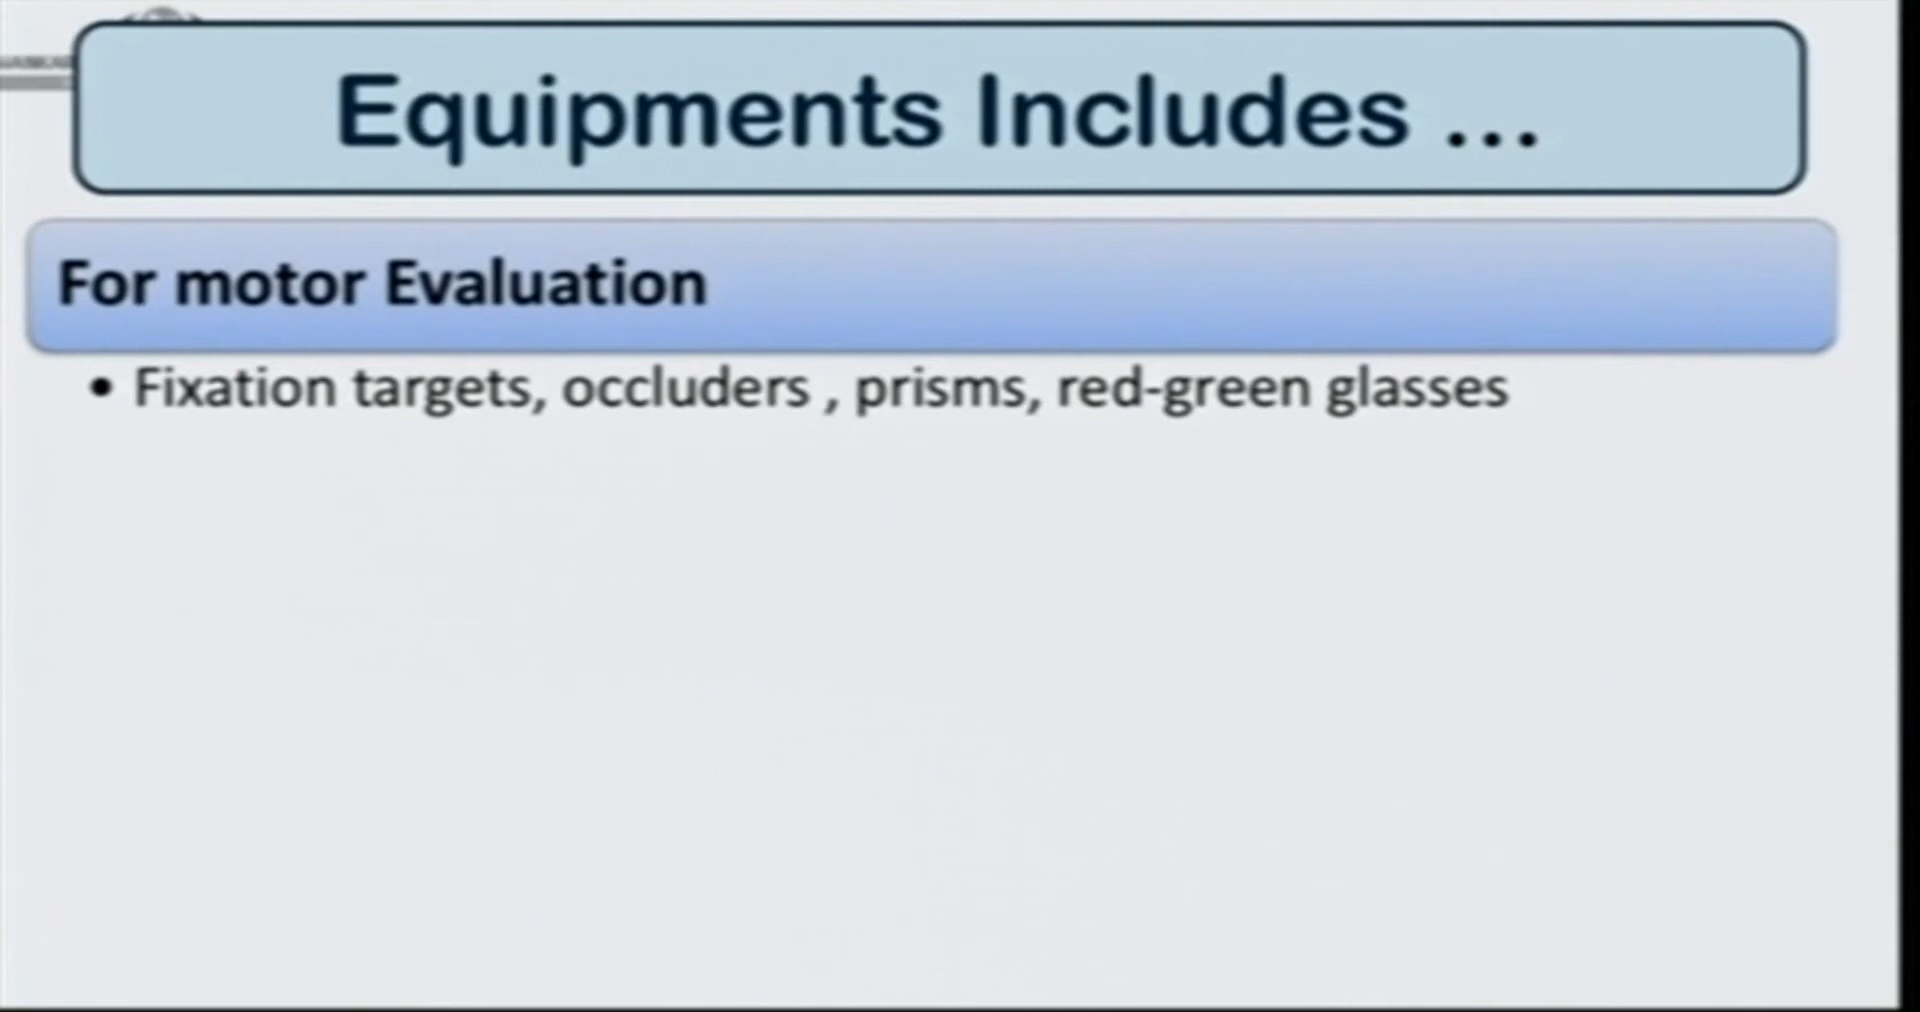 Equipments Includes ...
For motor Evaluation
• Fixation targets, occluders , prisms, red-green glasses